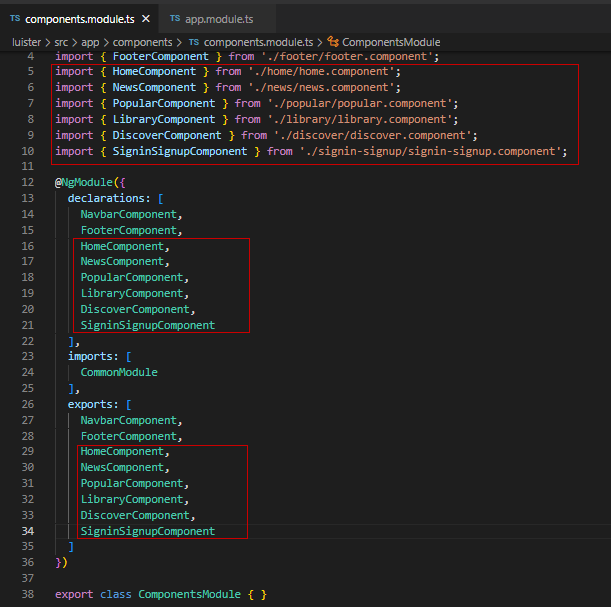 TS components.module.ts × TS app.module.ts
luister > src > app > components > TS components.module.ts > ComponentsModule
4 import { FooterComponent } from './footer/footer.component';
5 import { HomeComponent } from './home/home.component';
6 import { NewsComponent } from './news/news.component';
7 import { PopularComponent } from './popular/popular.component';
8 import { LibraryComponent } from './library/library.component';
9 import { DiscoverComponent } from './discover/discover.component';
10 import { SigninSignupComponent } from './signin-signup/signin-signup.component';
11
12 @NgModule({
13 declarations: [
14 NavbarComponent,
15 FooterComponent,
16 HomeComponent,
17 NewsComponent,
18 PopularComponent,
19 LibraryComponent,
20 DiscoverComponent,
21 SigninSignupComponent
22 ],
23 imports: [
24 CommonModule
25 ],
26 exports: [
27 NavbarComponent,
28 FooterComponent,
29 HomeComponent,
30 NewsComponent,
31 PopularComponent,
32 LibraryComponent,
33 DiscoverComponent,
34 SigninSignupComponent
35 ]
36 })
37
38 export class ComponentsModule { }